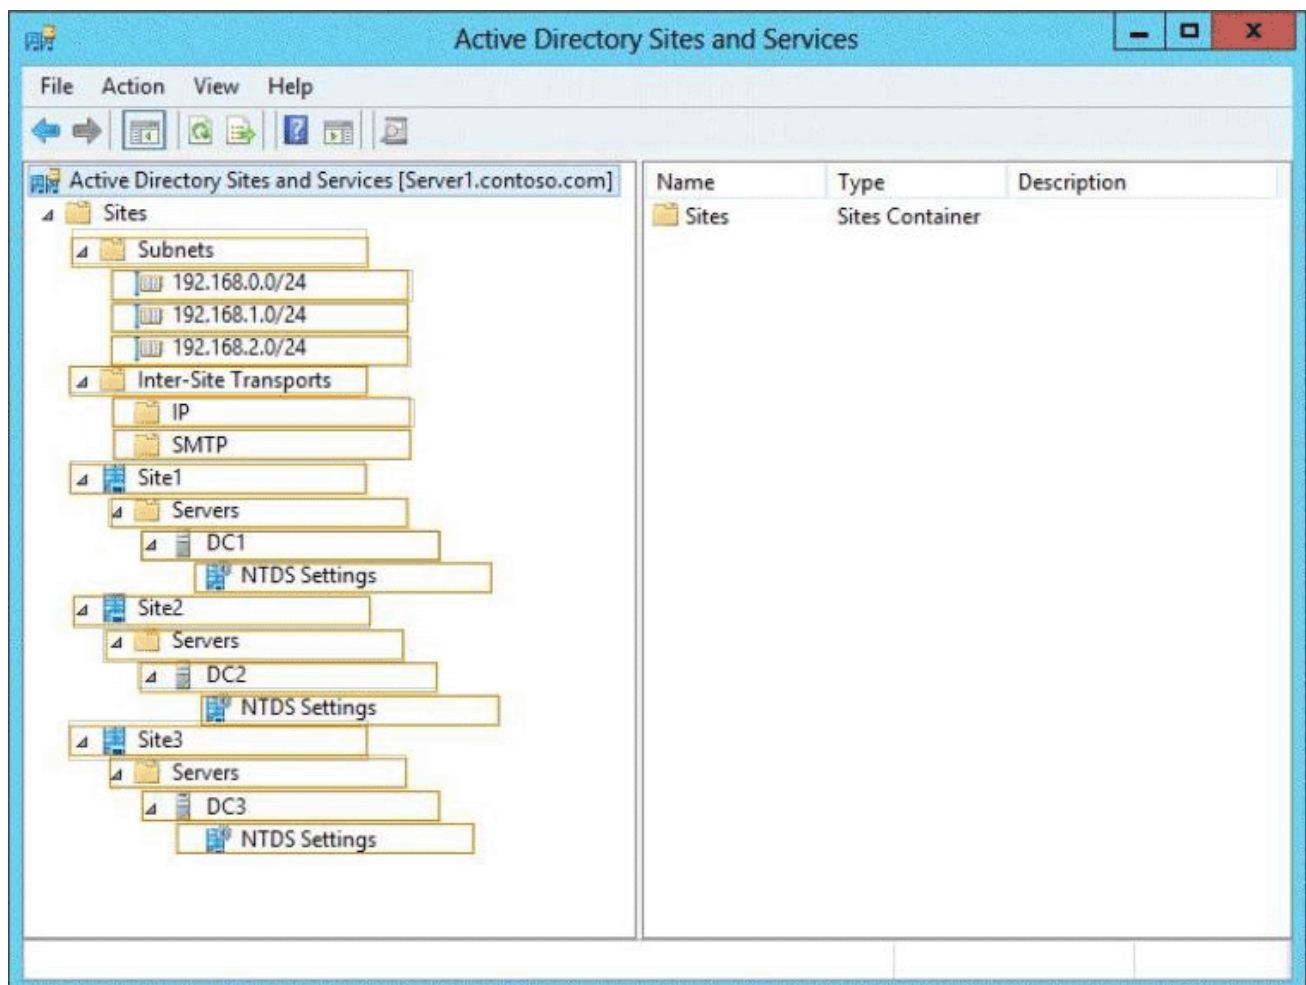 Active Directory Sites and Services
File Action View Help
Active Directory Sites and Services [Server1.contoso.com]
Sites
Subnets
192.168.0.0/24
192.168.1.0/24
192.168.2.0/24
Inter-Site Transports
IP
SMTP
Site1
Servers
DC1
NTDS Settings
Site2
Servers
DC2
NTDS Settings
Site3
Servers
DC3
NTDS Settings
Name Type Description
Sites Sites Container